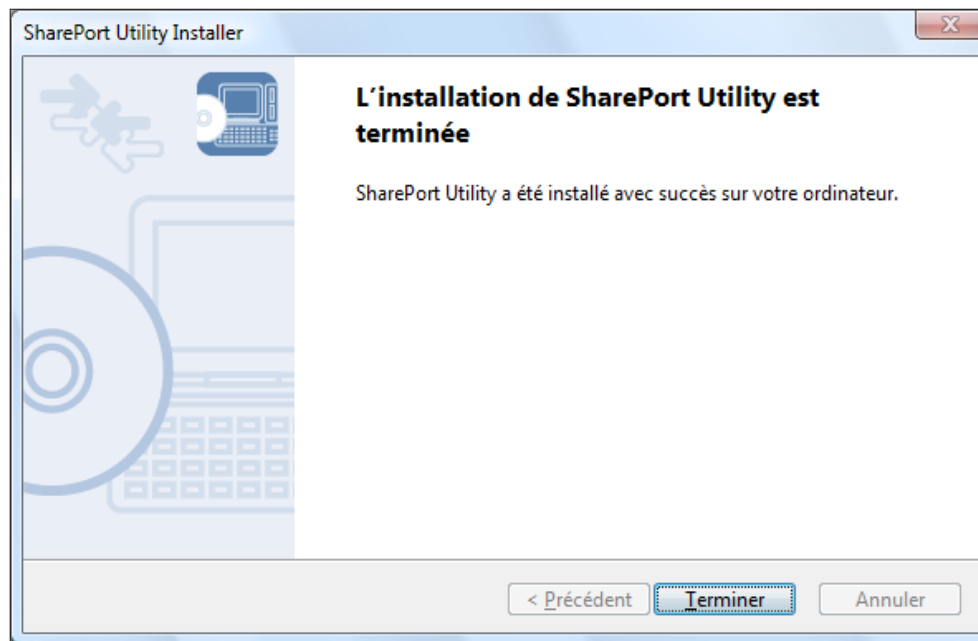 SharePort Utility Installer
L'installation de SharePort Utility est
terminée
SharePort Utility a été installé avec succès sur votre ordinateur.
< Précédent
Terminer
Annuler